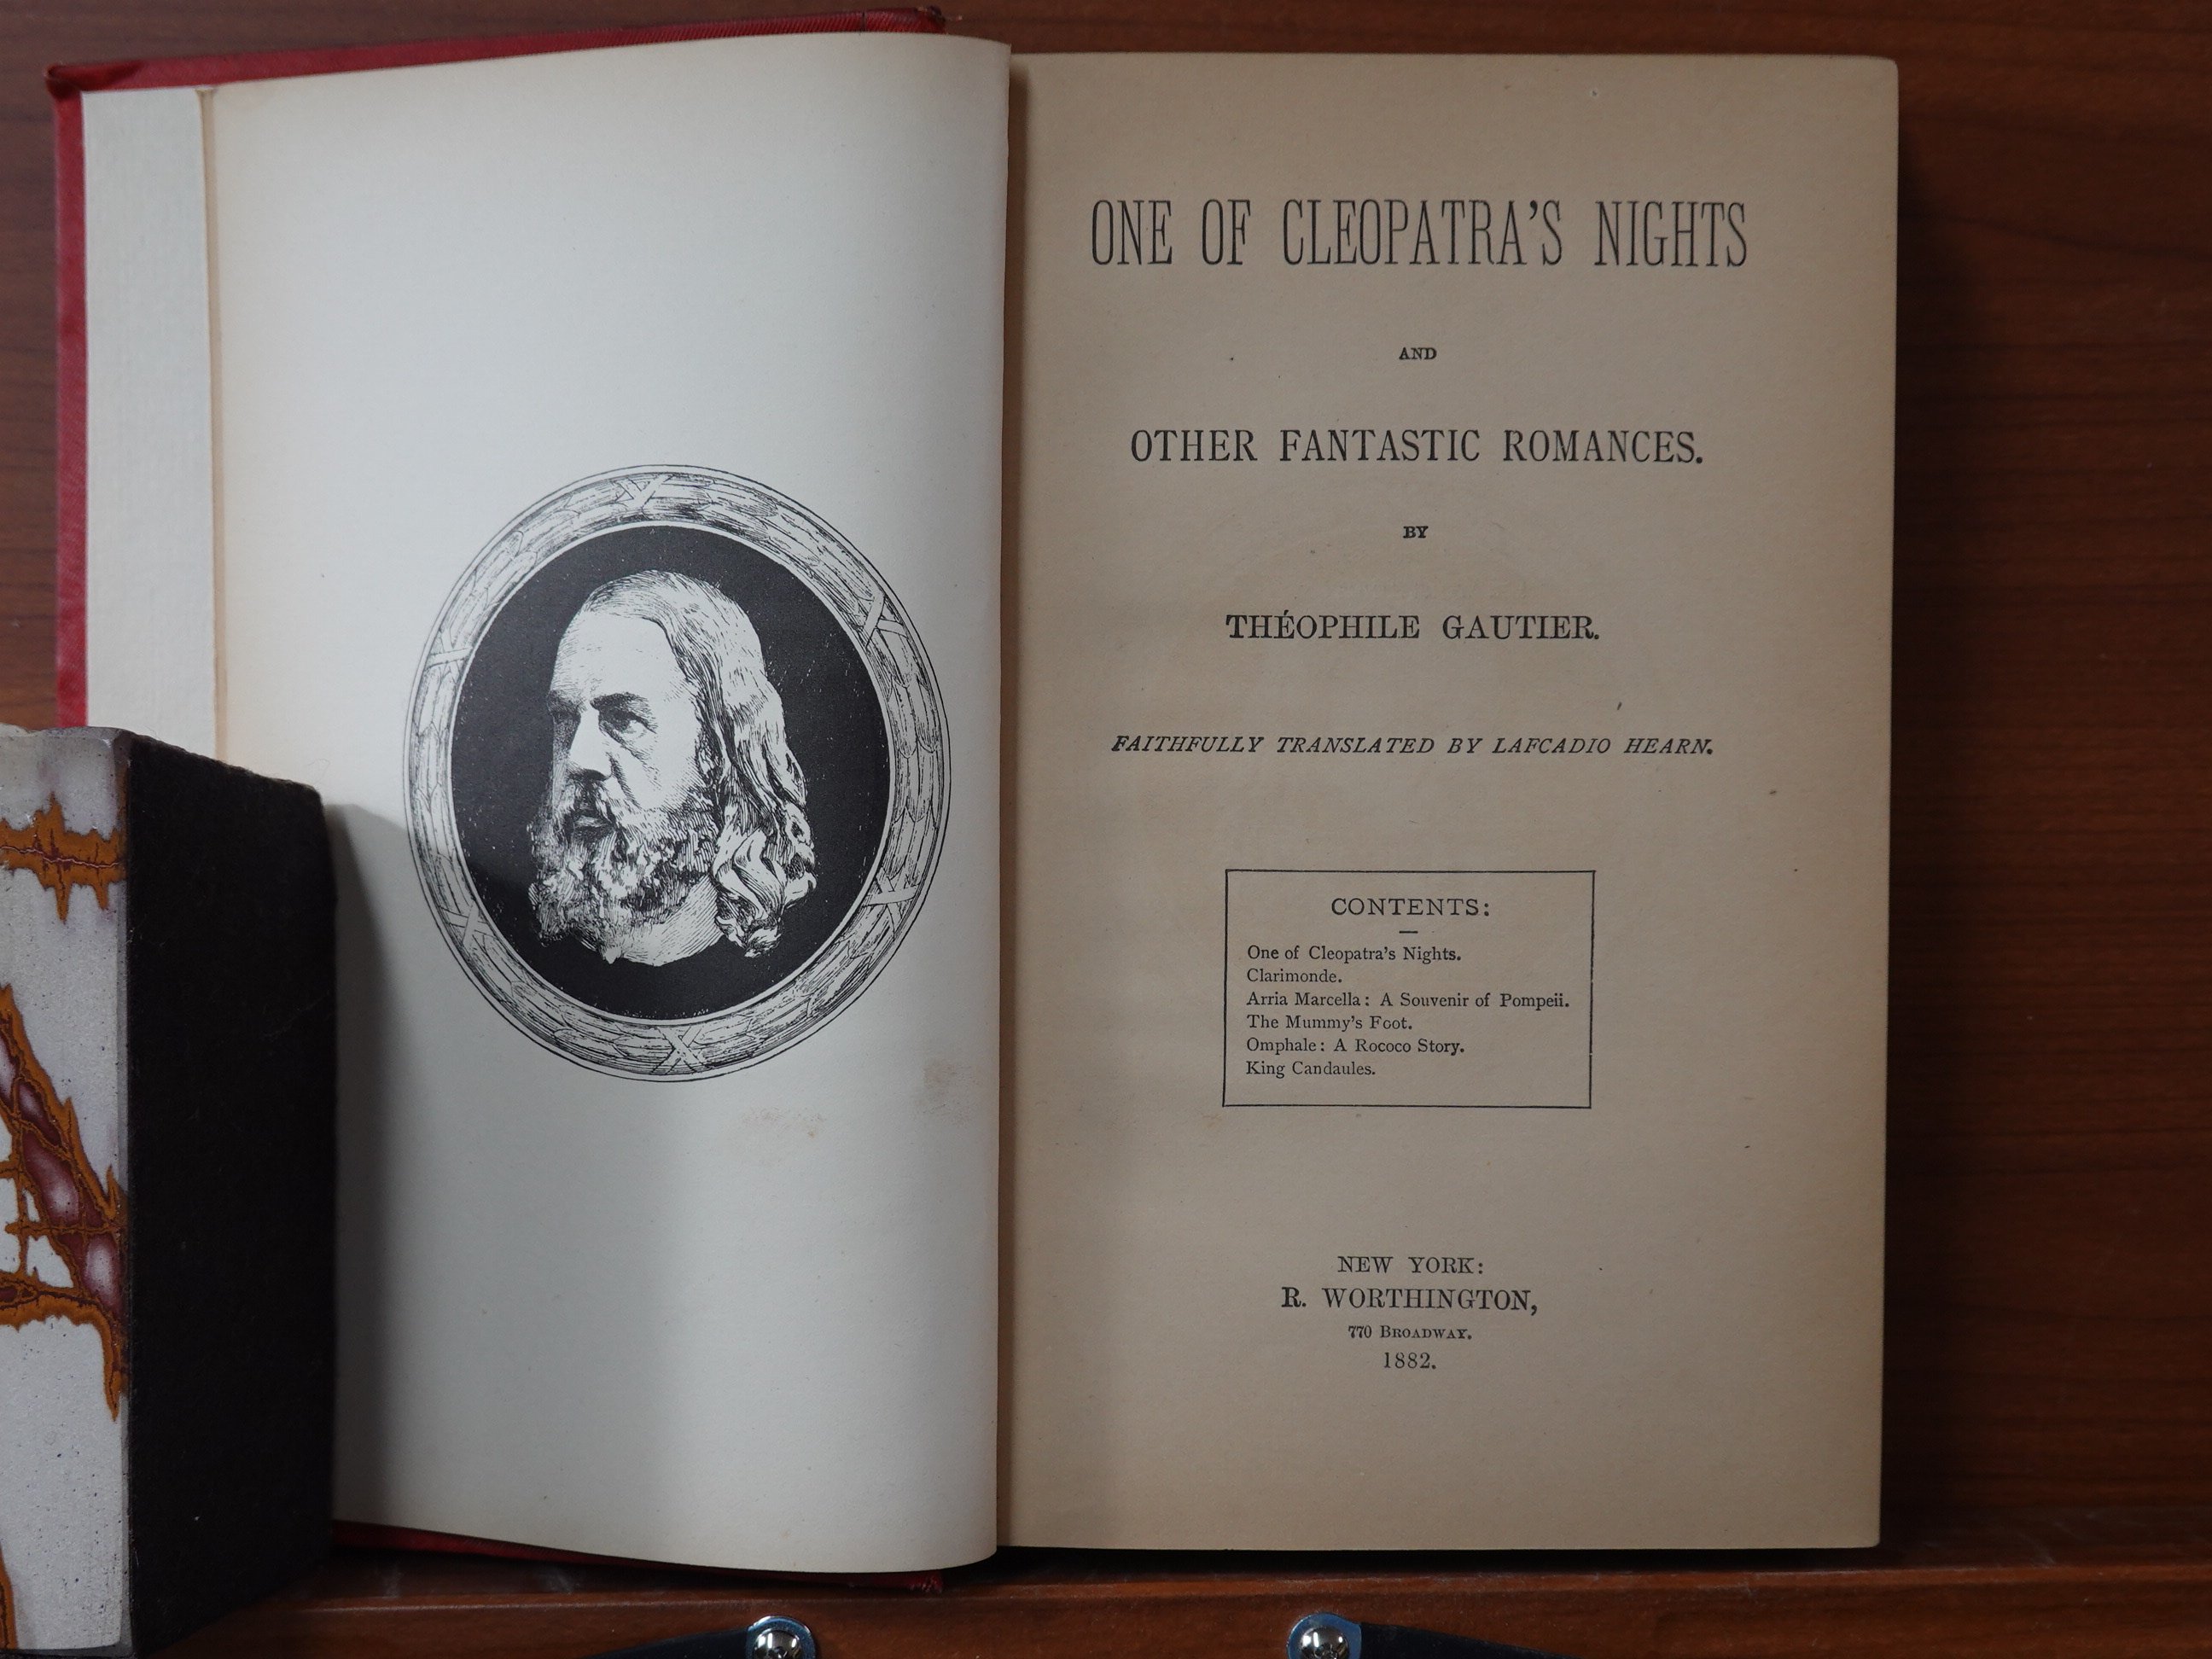 ONE OF CLEOPATRA'S NIGHTS
AND
OTHER FANTASTIC ROMANCES.
BY
THÉOPHILE GAUTIER.
FAITHFULLY TRANSLATED BY LAFCADIO HEARN.
CONTENTS:
One of Cleopatra's Nights.
Clarimonde.
Arria Marcella: A Souvenir of Pompeii.
The Mummy's Foot.
Omphale: A Rococo Story.
King Candaules.
NEW YORK:
R. WORTHINGTON,
770 BROADWAY.
1882.